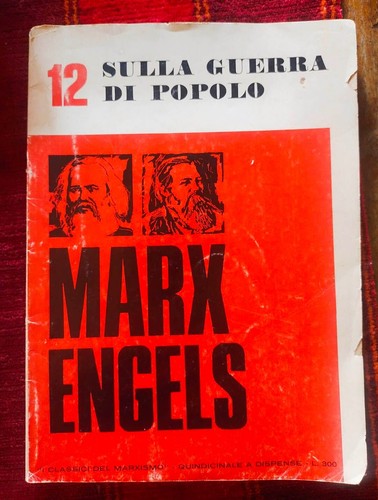 12 SULLA GUERRA
DI POPOLO
MARX
ENGELS
"I CLASSICI DEL MARXISMO" QUINDICINALE A DISPENSE - L. 300